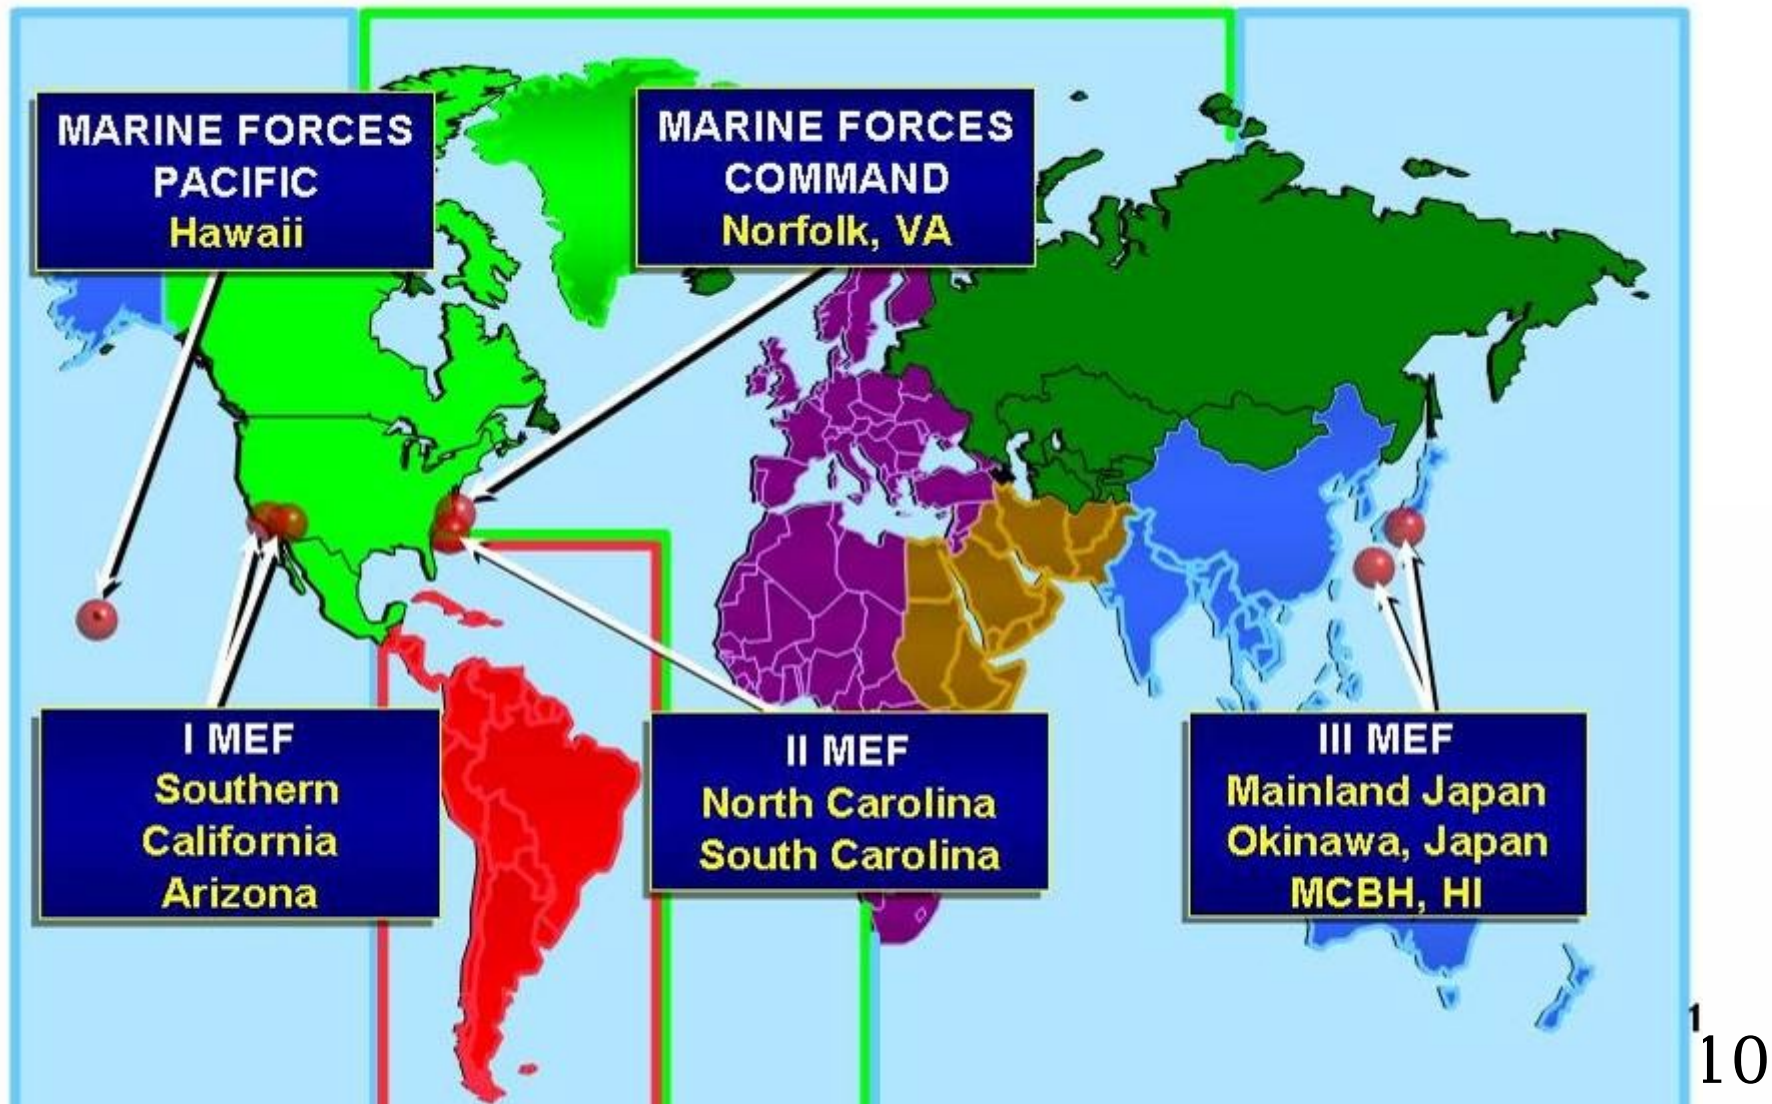 MARINE FORCES
PACIFIC
Hawaii
MARINE FORCES
COMMAND
Norfolk, VA
I MEF
Southern
California
Arizona
II MEF
North Carolina
South Carolina
III MEF
Mainland Japan
Okinawa, Japan
MCBH, HI
1
10